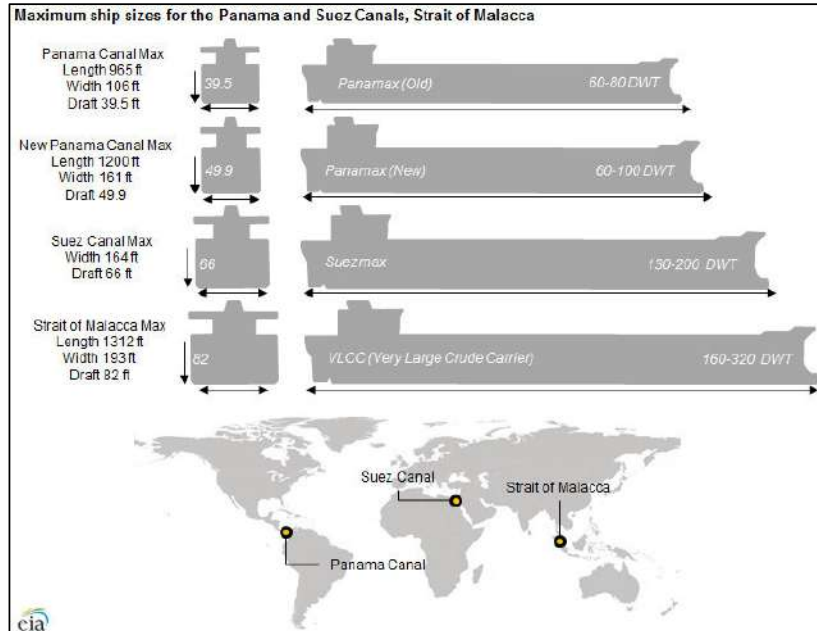 Maximum ship sizes for the Panama and Suez Canals, Strait of Malacca
Panama Canal Max
Length 965 ft
Width 106 ft
Draft 39.5 ft
39.5
Panamax (Old)
60-80 DWT
New Panama Canal Max
Length 1200 ft
Width 161 ft
Draft 49.9
49.9
Panamax (New)
60-100 DWT
Suez Canal Max
Width 164 ft
Draft 66 ft
66
Suezmax
130-200 DWT
Strait of Malacca Max
Length 1312 ft
Width 193 ft
Draft 82 ft
82
VLCC (Very Large Crude Carrier)
160-320 DWT
Suez Canal
Strait of Malacca
Panama Canal
eia